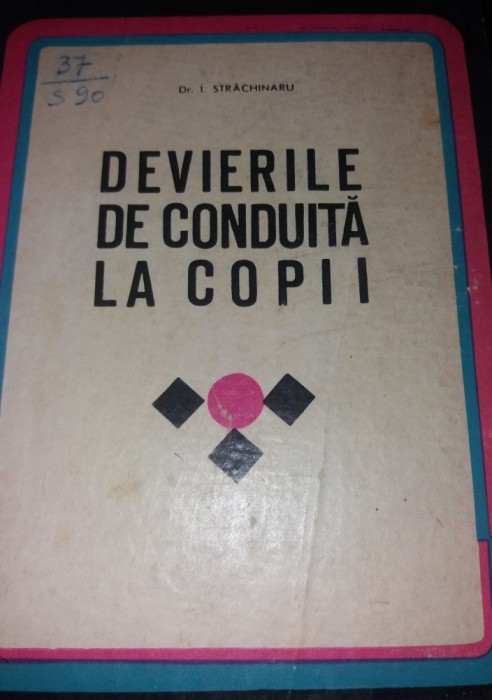 37
S 90
Dr. I. STRĂCHINARU
DEVIERILE
DE CONDUITĂ
LA COPII